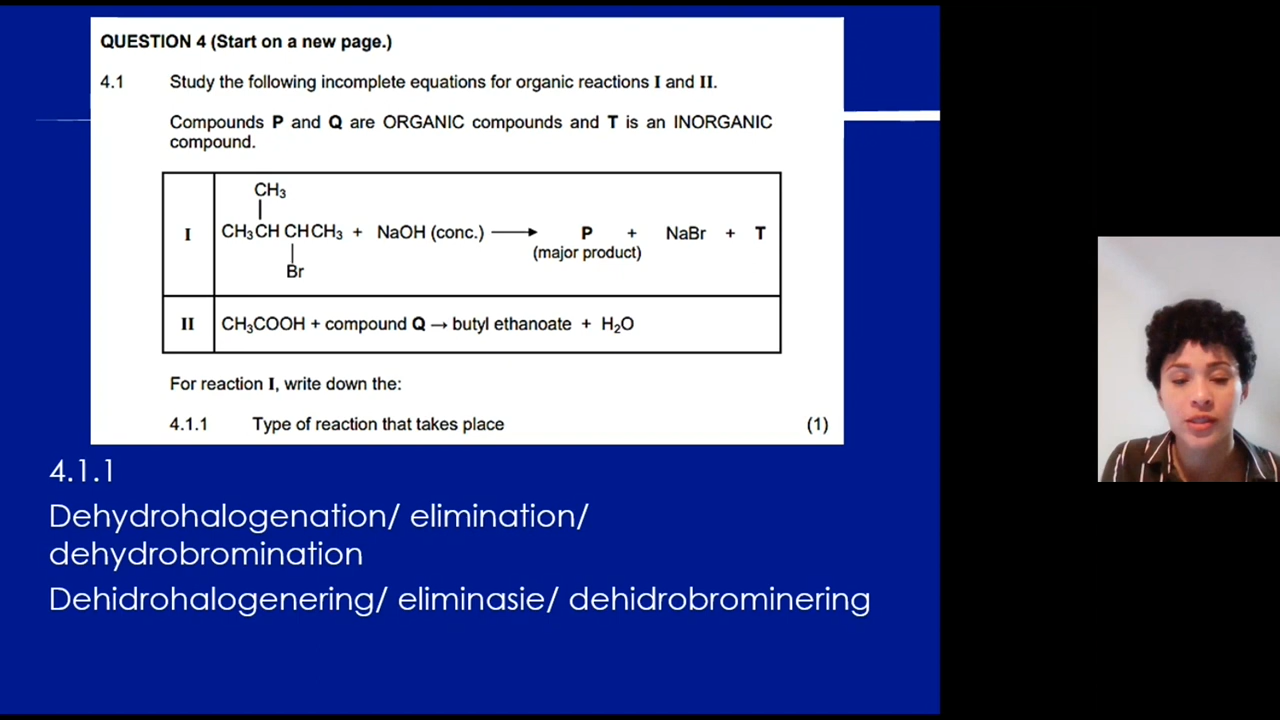 QUESTION 4 (Start on a new page.)
4.1 Study the following incomplete equations for organic reactions I and II.
Compounds P and Q are ORGANIC compounds and T is an INORGANIC
compound.
CH₃
|
I CH₃CH CHCH₃ + NaOH (conc.) ⟶ P + NaBr + T
(major product)
|
Br
II CH₃COOH + compound Q → butyl ethanoate + H₂O
For reaction I, write down the:
4.1.1 Type of reaction that takes place (1)
4.1.1
Dehydrohalogenation/ elimination/
dehydrobromination
Dehidrohalogenering/ eliminasie/ dehidrobrominering